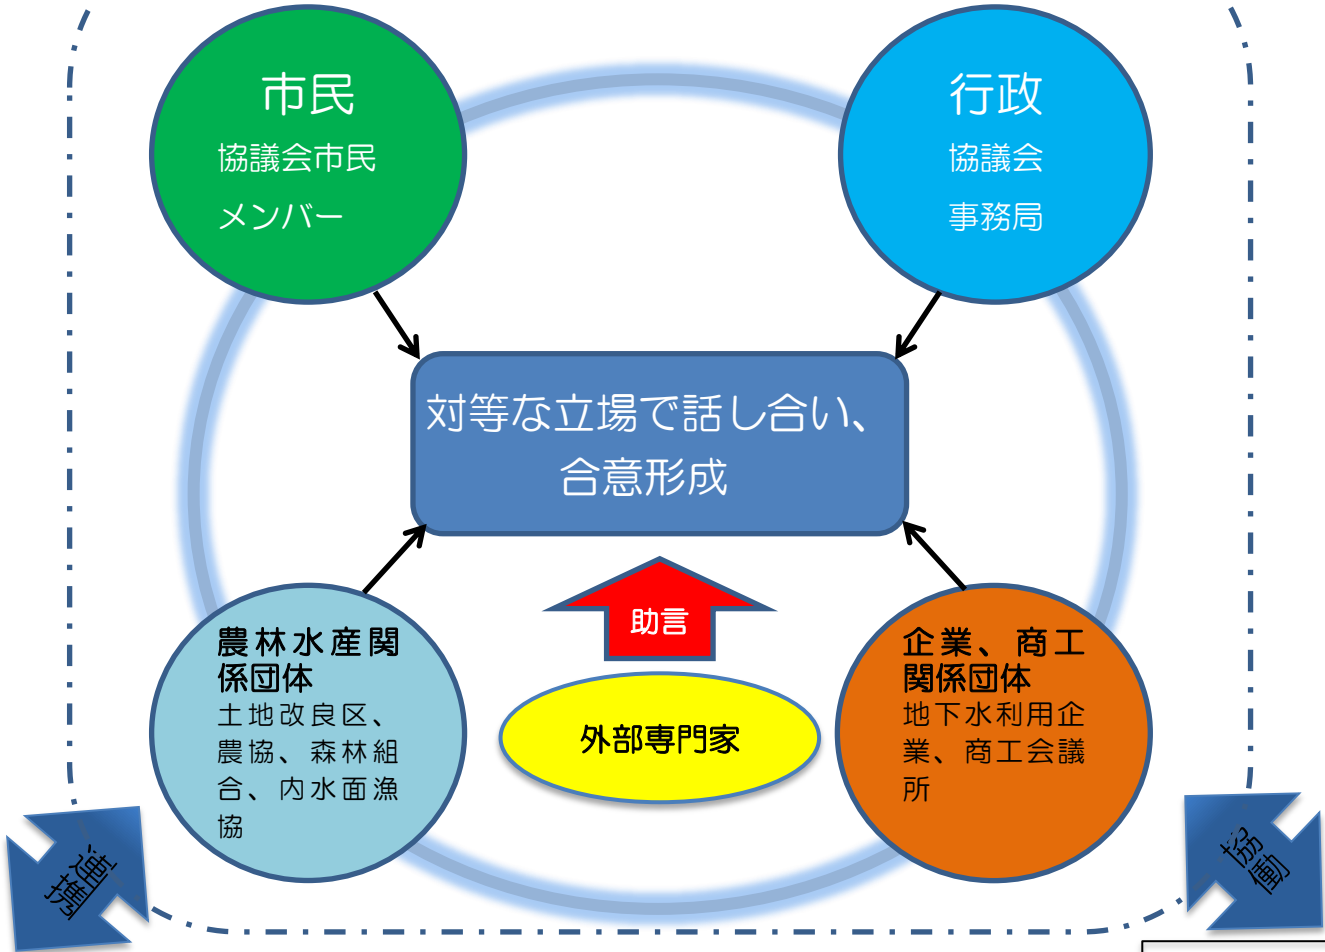 市民
協議会市民
メンバー
行政
協議会
事務局
対等な立場で話し合い、
合意形成
助言
外部専門家
農林水産関
係団体
土地改良区、
農協、森林組
合、内水面漁
協
企業、商工
関係団体
地下水利用企
業、商工会議
所
連携
協働